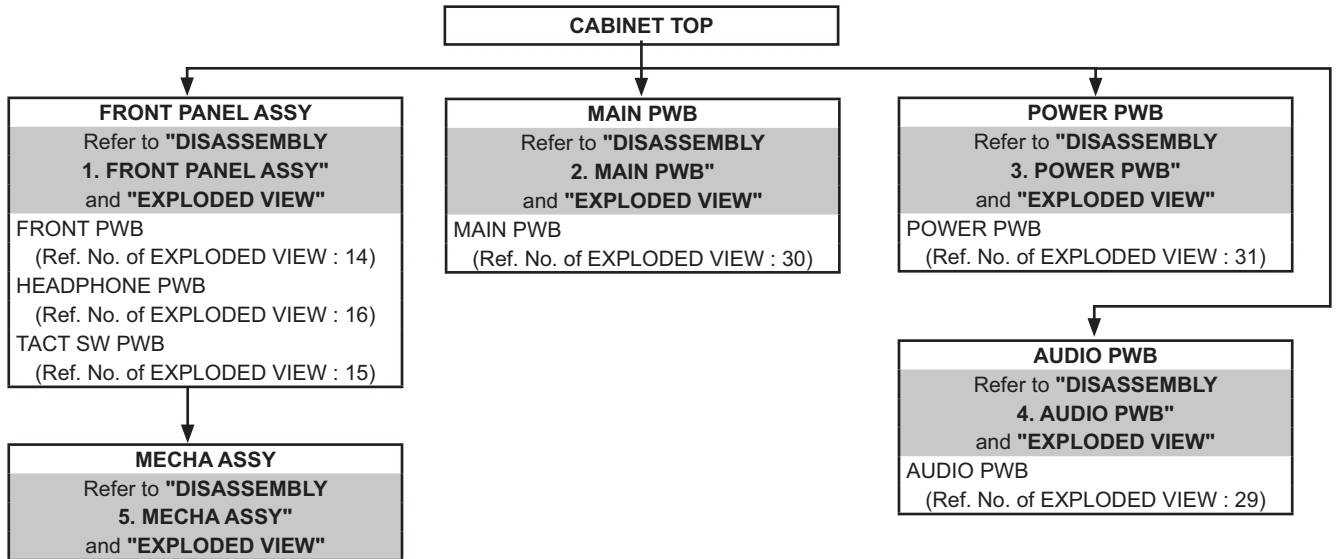 CABINET TOP
FRONT PANEL ASSY
Refer to "DISASSEMBLY
1. FRONT PANEL ASSY"
and "EXPLODED VIEW"
FRONT PWB
(Ref. No. of EXPLODED VIEW : 14)
HEADPHONE PWB
(Ref. No. of EXPLODED VIEW : 16)
TACT SW PWB
(Ref. No. of EXPLODED VIEW : 15)
MECHA ASSY
Refer to "DISASSEMBLY
5. MECHA ASSY"
and "EXPLODED VIEW"
MAIN PWB
Refer to "DISASSEMBLY
2. MAIN PWB"
and "EXPLODED VIEW"
MAIN PWB
(Ref. No. of EXPLODED VIEW : 30)
POWER PWB
Refer to "DISASSEMBLY
3. POWER PWB"
and "EXPLODED VIEW"
POWER PWB
(Ref. No. of EXPLODED VIEW : 31)
AUDIO PWB
Refer to "DISASSEMBLY
4. AUDIO PWB"
and "EXPLODED VIEW"
AUDIO PWB
(Ref. No. of EXPLODED VIEW : 29)